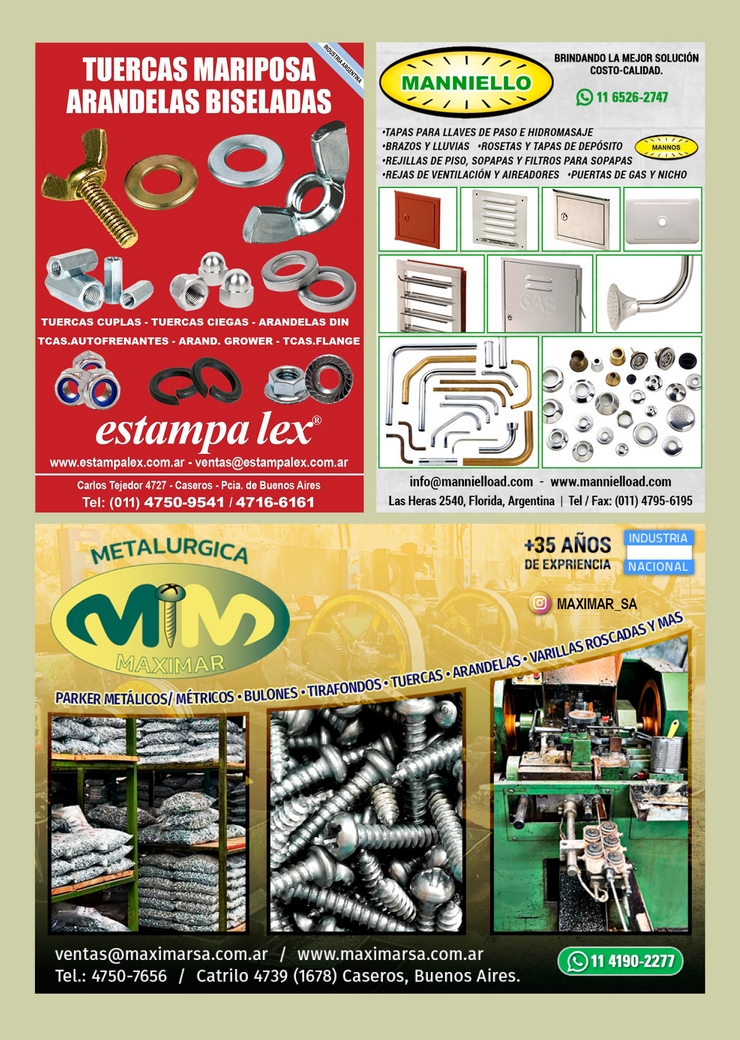 INDUSTRIA ARGENTINA
TUERCAS MARIPOSA
ARANDELAS BISELADAS
TUERCAS CUPLAS - TUERCAS CIEGAS - ARANDELAS DIN
TCAS.AUTOFRENANTES - ARAND. GROWER - TCAS.FLANGE
estampa lex®
www.estampalex.com.ar - ventas@estampalex.com.ar
Carlos Tejedor 4727 - Caseros - Pcia. de Buenos Aires
Tel: (011) 4750-9541 / 4716-6161
MANNIELLO
BRINDANDO LA MEJOR SOLUCIÓN
COSTO-CALIDAD.
11 6526-2747
•TAPAS PARA LLAVES DE PASO E HIDROMASAJE
•BRAZOS Y LLUVIAS •ROSETAS Y TAPAS DE DEPÓSITO
•REJILLAS DE PISO, SOPAPAS Y FILTROS PARA SOPAPAS
•REJAS DE VENTILACIÓN Y AIREADORES •PUERTAS DE GAS Y NICHO
MANNOS
GAS
info@mannielload.com - www.mannielload.com
Las Heras 2540, Florida, Argentina | Tel / Fax: (011) 4795-6195
METALURGICA
MM
MAXIMAR
+35 AÑOS
DE EXPRIENCIA
INDUSTRIA
NACIONAL
MAXIMAR_SA
PARKER METÁLICOS/ MÉTRICOS • BULONES • TIRAFONDOS • TUERCAS • ARANDELAS • VARILLAS ROSCADAS Y MAS
ventas@maximarsa.com.ar / www.maximarsa.com.ar
Tel.: 4750-7656 / Catrilo 4739 (1678) Caseros, Buenos Aires.
11 4190-2277